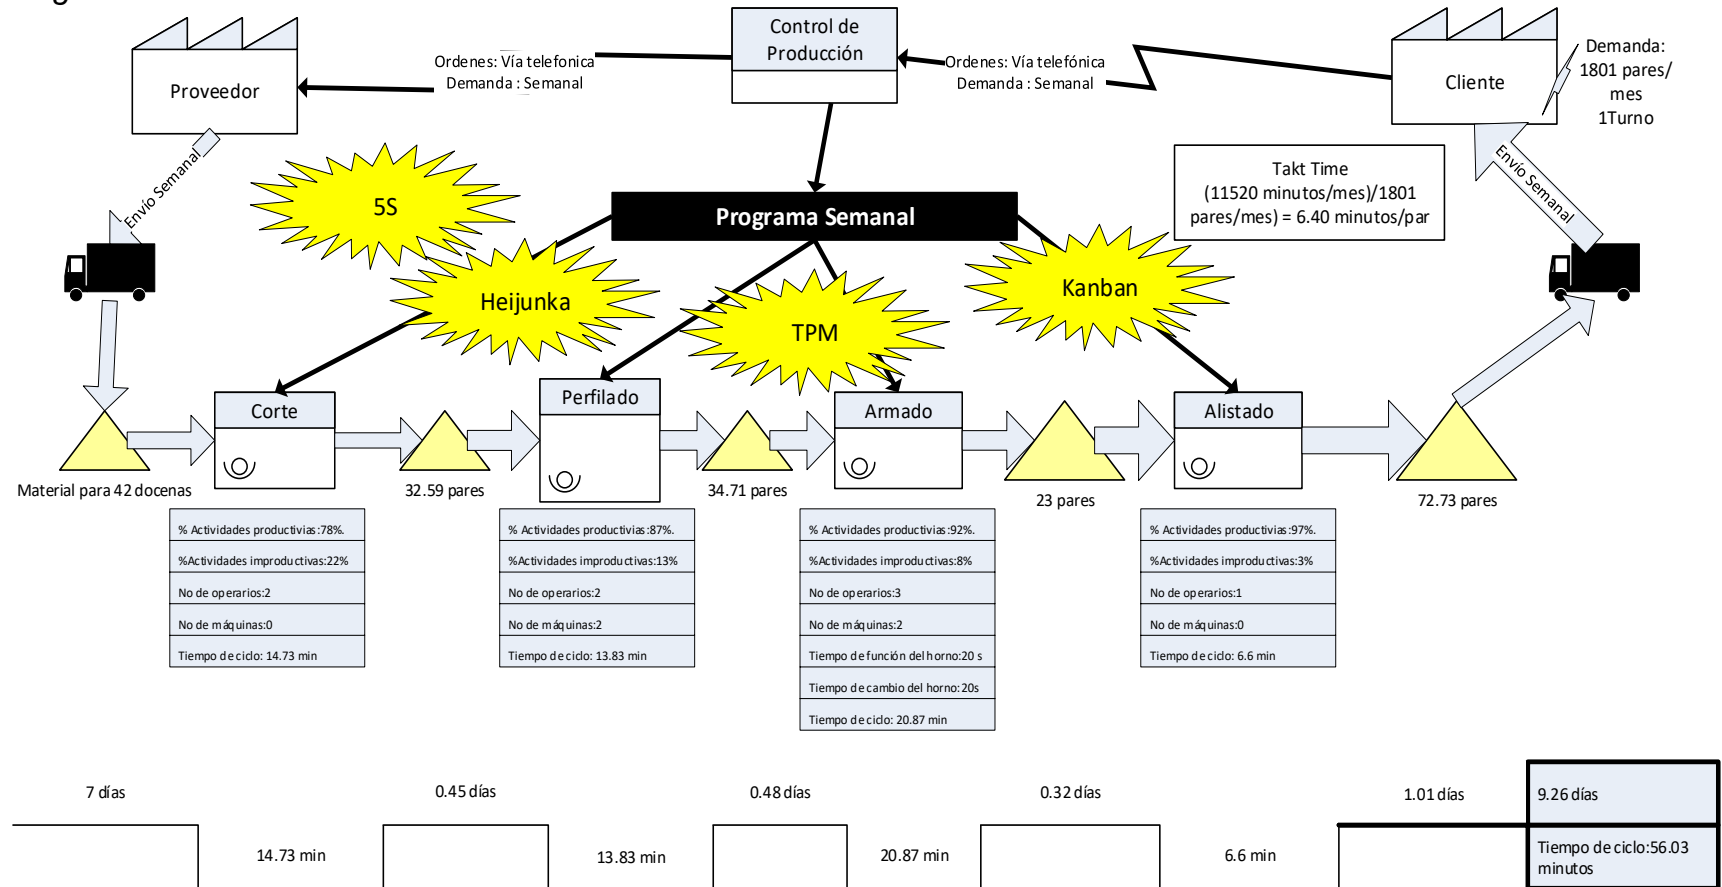 Control de
Producción
Proveedor
Ordenes: Vía telefonica
Demanda : Semanal
Ordenes: Vía telefónica
Demanda : Semanal
Cliente
Demanda:
1801 pares/
mes
1Turno
Envío Semanal
Envío Semanal
Takt Time
(11520 minutos/mes)/1801
pares/mes) = 6.40 minutos/par
5S
Programa Semanal
Heijunka
TPM
Kanban
Corte
Perfilado
Armado
Alistado
Material para 42 docenas
32.59 pares
34.71 pares
23 pares
72.73 pares
% Actividades productivias:78%.
%Actividades improductivas:22%
No de operarios:2
No de máquinas:0
Tiempo de ciclo: 14.73 min
% Actividades productivias:87%.
%Actividades improductivas:13%
No de operarios:2
No de máquinas:2
Tiempo de ciclo: 13.83 min
% Actividades productivias:92%.
%Actividades improductivas:8%
No de operarios:3
No de máquinas:2
Tiempo de función del horno:20 s
Tiempo de cambio del horno:20s
Tiempo de ciclo: 20.87 min
% Actividades productivias:97%.
%Actividades improductivas:3%
No de operarios:1
No de máquinas:0
Tiempo de ciclo: 6.6 min
7 días
0.45 días
0.48 días
0.32 días
1.01 días
9.26 días
14.73 min
13.83 min
20.87 min
6.6 min
Tiempo de ciclo:56.03
minutos